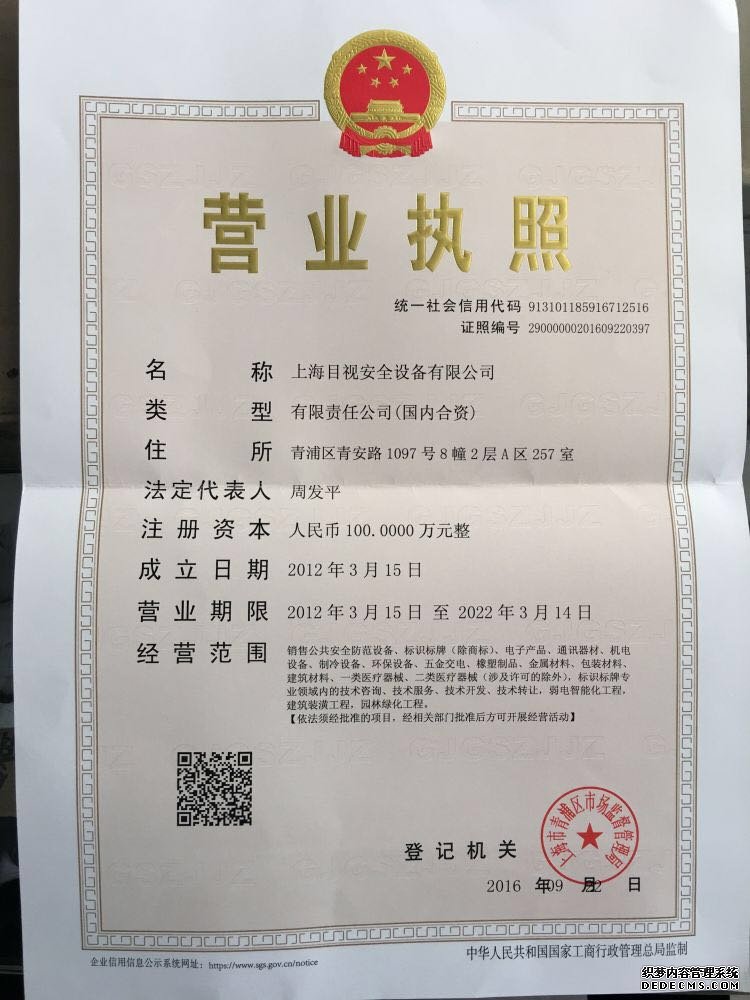 营业执照
统一社会信用代码 913101185916712516
证照编号 29000000201609220397
名称 上海目视安全设备有限公司
类型 有限责任公司(国内合资)
住所 青浦区青安路1097号8幢2层A区257室
法定代表人 周发平
注册资本 人民币100.0000万元整
成立日期 2012年3月15日
营业期限 2012年3月15日 至 2022年3月14日
经营范围 销售公共安全防范设备、标识标牌（除商标）、电子产品、通讯器材、机电
设备、制冷设备、环保设备、五金交电、橡塑制品、金属材料、包装材料、
建筑材料、一类医疗器械、二类医疗器械（涉及许可的除外），标识标牌专
业领域内的技术咨询、技术服务、技术开发、技术转让，弱电智能化工程，
建筑装潢工程，园林绿化工程。
【依法须经批准的项目，经相关部门批准后方可开展经营活动】
登记机关
上海市青浦区市场监督管理局
2016 年09 月22 日
企业信用信息公示系统网址：https://www.sgs.gov.cn/notice
中华人民共和国国家工商行政管理总局监制
织梦内容管理系统
DEDECMS.COM